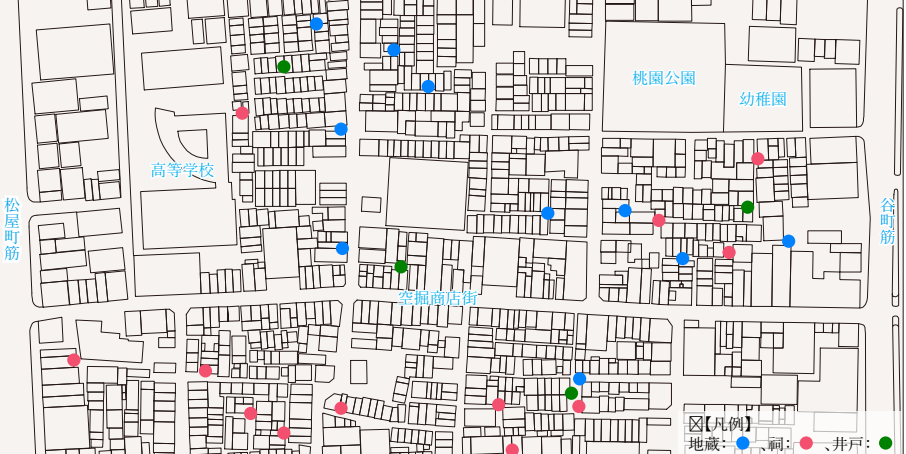 桃園公園
幼稚園
高等学校
松屋町筋
谷町筋
空掘商店街
☒【凡例】
地蔵：●、祠：●、井戸：●